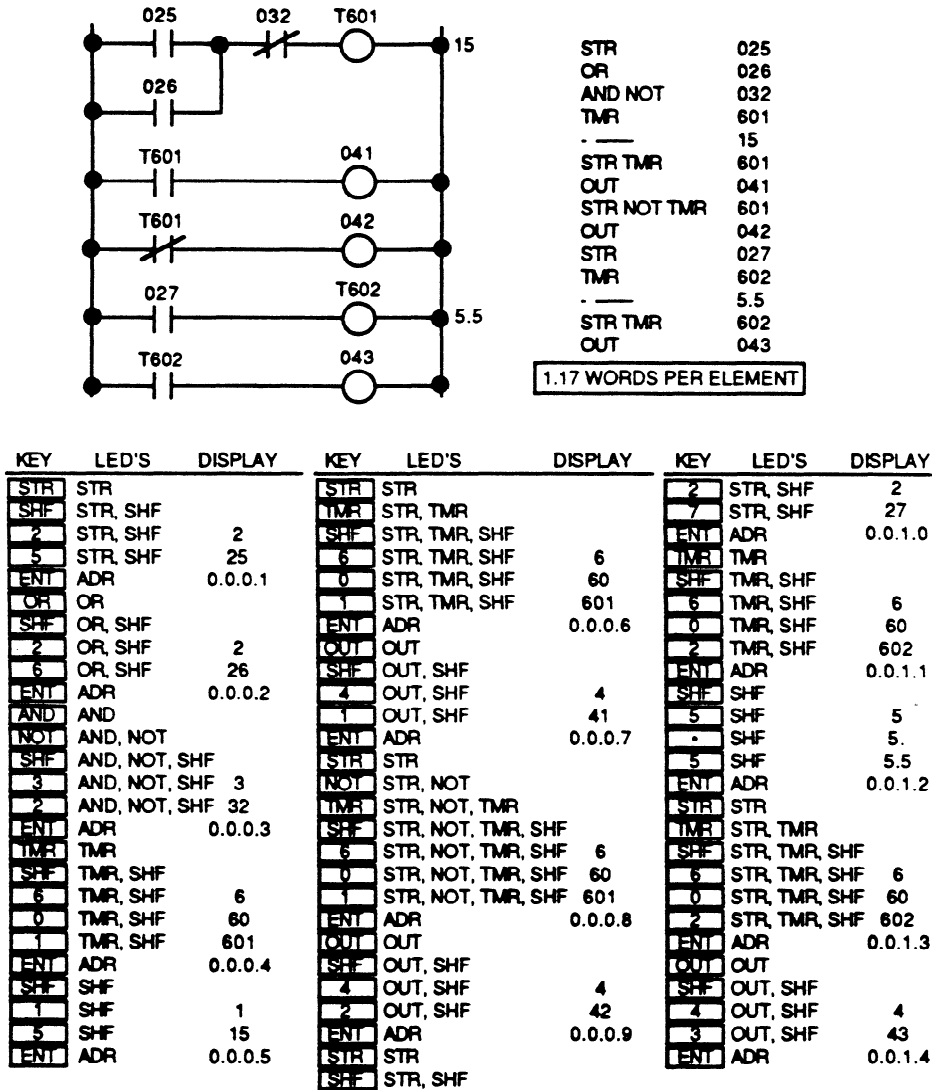 025 032 T601
15
026
T601 041
T601 042
027 T602
5.5
T602 043
STR 025
OR 026
AND NOT 032
TMR 601
- — 15
STR TMR 601
OUT 041
STR NOT TMR 601
OUT 042
STR 027
TMR 602
- — 5.5
STR TMR 602
OUT 043
1.17 WORDS PER ELEMENT
KEY LED'S DISPLAY
STR STR
SHF STR, SHF
2 STR, SHF 2
5 STR, SHF 25
ENT ADR 0.0.0.1
OR OR
SHF OR, SHF
2 OR, SHF 2
6 OR, SHF 26
ENT ADR 0.0.0.2
AND AND
NOT AND, NOT
SHF AND, NOT, SHF
3 AND, NOT, SHF 3
2 AND, NOT, SHF 32
ENT ADR 0.0.0.3
TMR TMR
SHF TMR, SHF
6 TMR, SHF 6
0 TMR, SHF 60
1 TMR, SHF 601
ENT ADR 0.0.0.4
SHF SHF
1 SHF 1
5 SHF 15
ENT ADR 0.0.0.5
KEY LED'S DISPLAY
STR STR
TMR STR, TMR
SHF STR, TMR, SHF
6 STR, TMR, SHF 6
0 STR, TMR, SHF 60
1 STR, TMR, SHF 601
ENT ADR 0.0.0.6
OUT OUT
SHF OUT, SHF
4 OUT, SHF 4
1 OUT, SHF 41
ENT ADR 0.0.0.7
STR STR
NOT STR, NOT
TMR STR, NOT, TMR
SHF STR, NOT, TMR, SHF
6 STR, NOT, TMR, SHF 6
0 STR, NOT, TMR, SHF 60
1 STR, NOT, TMR, SHF 601
ENT ADR 0.0.0.8
OUT OUT
SHF OUT, SHF
4 OUT, SHF 4
2 OUT, SHF 42
ENT ADR 0.0.0.9
STR STR
SHF STR, SHF
KEY LED'S DISPLAY
2 STR, SHF 2
7 STR, SHF 27
ENT ADR 0.0.1.0
TMR TMR
SHF TMR, SHF
6 TMR, SHF 6
0 TMR, SHF 60
2 TMR, SHF 602
ENT ADR 0.0.1.1
SHF SHF
5 SHF 5
. SHF 5.
5 SHF 5.5
ENT ADR 0.0.1.2
STR STR
TMR STR, TMR
SHF STR, TMR, SHF
6 STR, TMR, SHF 6
0 STR, TMR, SHF 60
2 STR, TMR, SHF 602
ENT ADR 0.0.1.3
OUT OUT
SHF OUT, SHF
4 OUT, SHF 4
3 OUT, SHF 43
ENT ADR 0.0.1.4